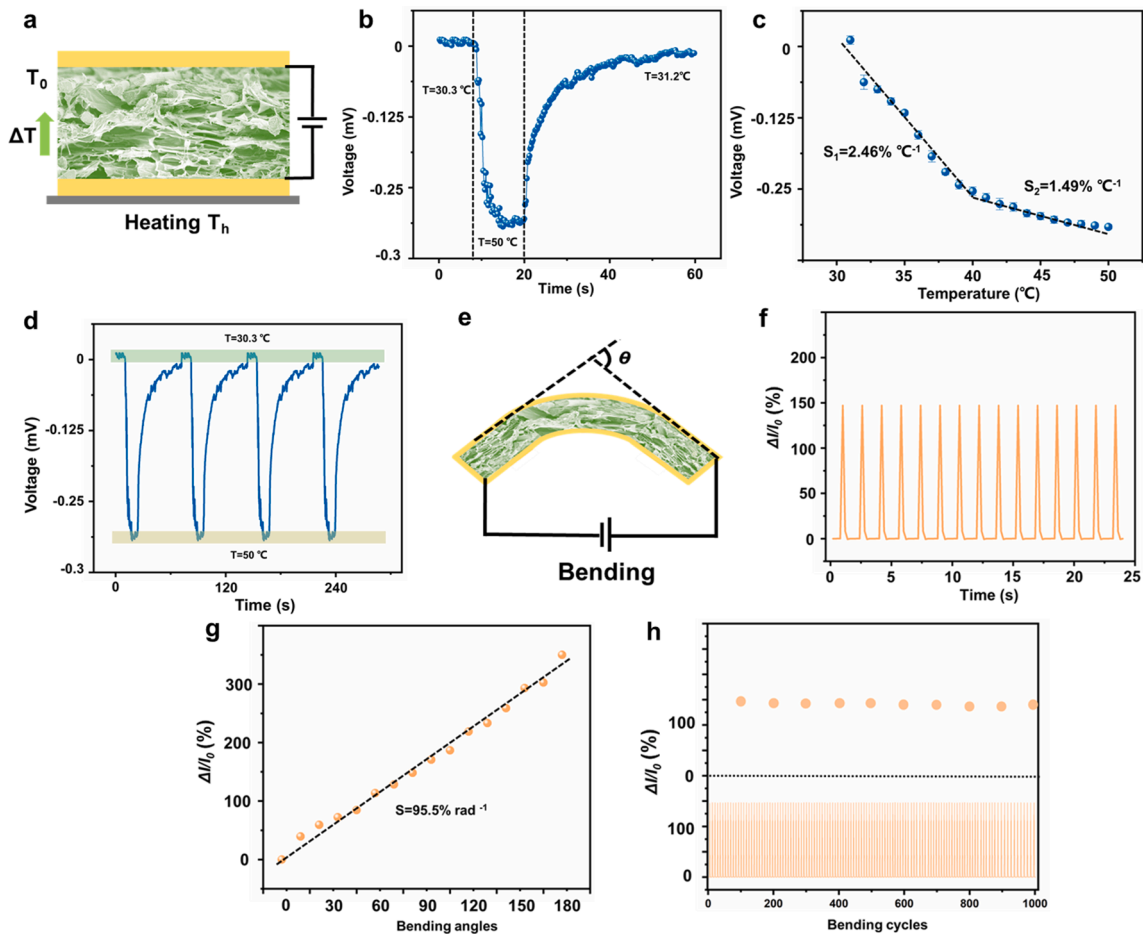 a
T0
ΔT
Heating Th
b
0
-0.125
-0.25
-0.3
Voltage (mV)
T=30.3 ℃
T=50 ℃
T=31.2℃
0
20
40
60
Time (s)
c
0
-0.125
-0.25
Voltage (mV)
S1=2.46% ℃-1
S2=1.49% ℃-1
30
35
40
45
50
Temperature (℃)
d
0
-0.125
-0.25
-0.3
Voltage (mV)
T=30.3 ℃
T=50 ℃
0
120
240
Time (s)
e
θ
Bending
f
200
150
100
50
0
ΔI/I0 (%)
0
5
10
15
20
25
Time (s)
g
300
200
100
0
ΔI/I0 (%)
S=95.5% rad -1
0
30
60
90
120
150
180
Bending angles
h
100
0
100
0
ΔI/I0 (%)
0
200
400
600
800
1000
Bending cycles